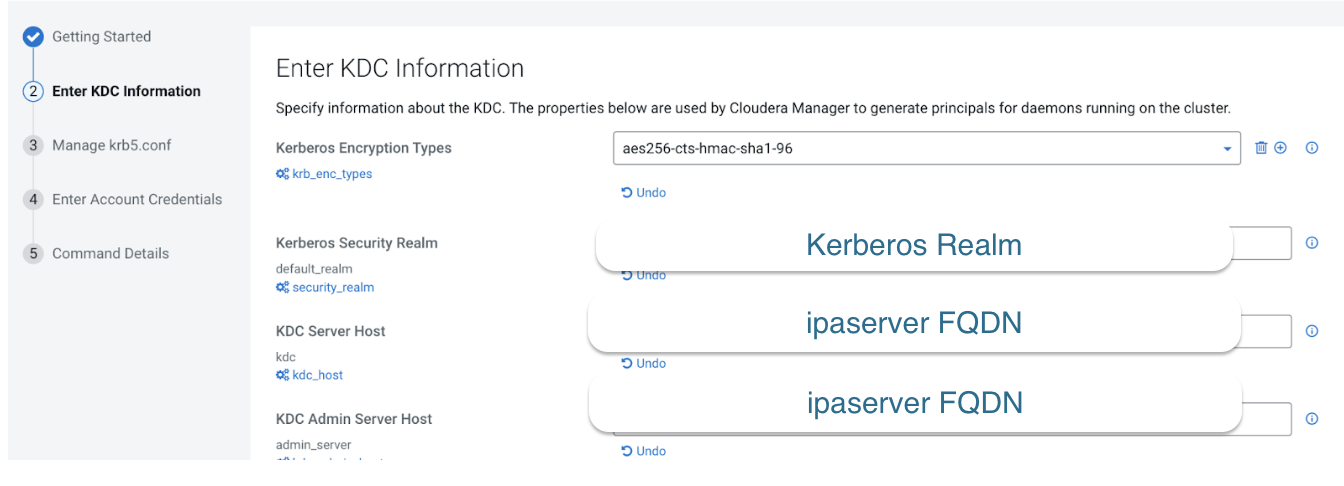 Getting Started
2 Enter KDC Information
3 Manage krb5.conf
4 Enter Account Credentials
5 Command Details
Enter KDC Information
Specify information about the KDC. The properties below are used by Cloudera Manager to generate principals for daemons running on the cluster.
Kerberos Encryption Types
aes256-cts-hmac-sha1-96
krb_enc_types
Undo
Kerberos Security Realm
Kerberos Realm
default_realm
Undo
security_realm
KDC Server Host
ipaserver FQDN
kdc
Undo
kdc_host
KDC Admin Server Host
ipaserver FQDN
admin_server
Undo